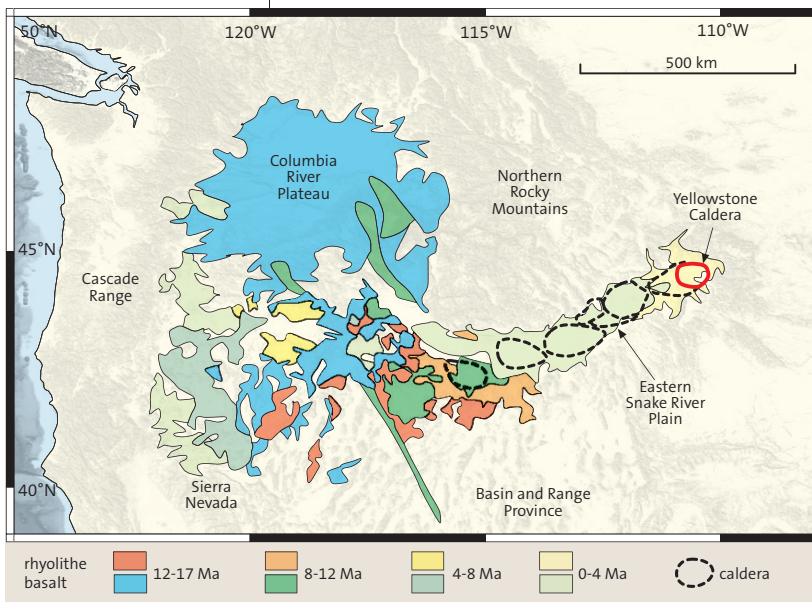 50°N
120°W
115°W
110°W
500 km
Columbia
River
Plateau
Northern
Rocky
Mountains
Yellowstone
Caldera
45°N
Cascade
Range
Eastern
Snake River
Plain
40°N
Sierra
Nevada
Basin and Range
Province
rhyolithe
basalt
12-17 Ma
8-12 Ma
4-8 Ma
0-4 Ma
caldera